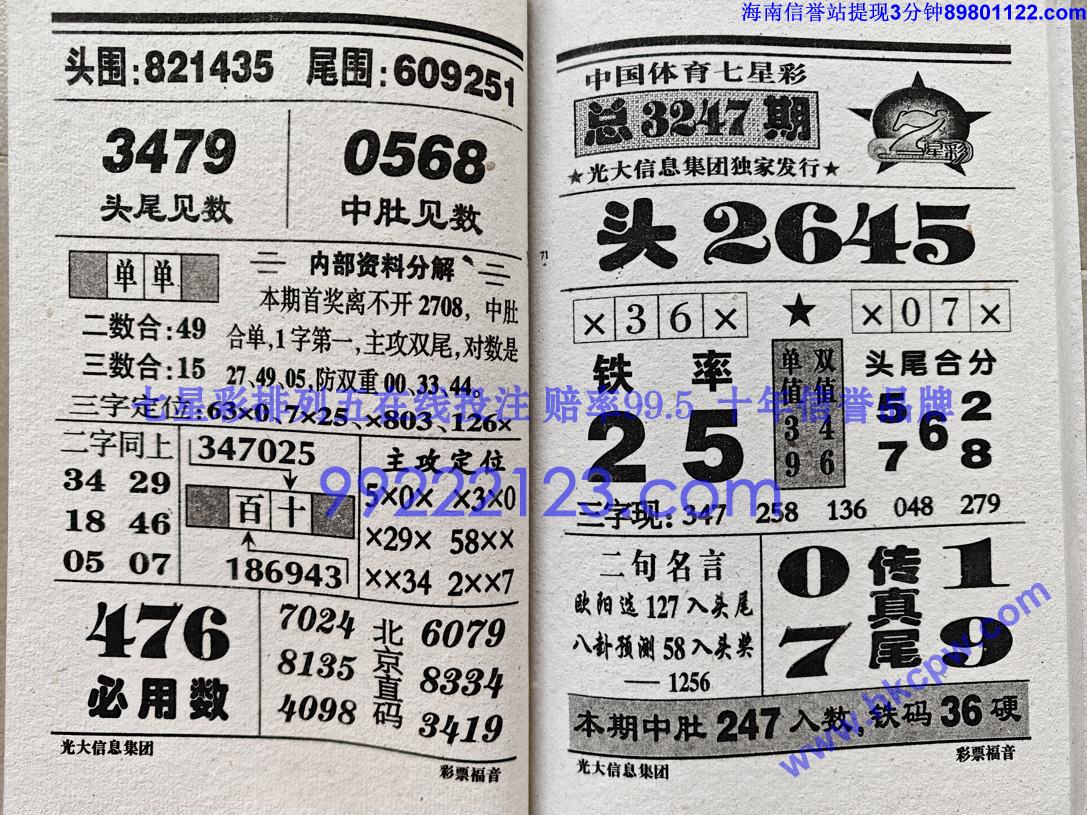 海南信誉站提现3分钟89801122.com
头围:821435 尾围:609251
3479 0568
头尾见数 中肚见数
单单
内部资料分解
本期首奖离不开2708,中肚
合单,1字第一,主攻双尾,对数是
27、49、05,防双重00、33、44。
二数合:49
三数合:15
三字定位:63×0、7×25、×803、126×
七星彩排列五在线投注 赔率99.5 十年信誉品牌
二字同上
34 29
18 46
05 07
347025
百十
186943
主攻定位
5×0× ×3×0
×29× 58××
××34 2××7
99222123.com
476
必用数
7024
8135
4098
北京直码
6079
8334
3419
光大信息集团
彩票福音
71
中国体育七星彩
总3247期
7星彩
★光大信息集团独家发行★
头2645
×36× ★ ×07×
铁率
25
单值39
双值46
头尾合分
5 2
6
7 8
三字现:347 258 136 048 279
二句名言
欧阳选127入头尾
八卦预测58入头奖
——1256
0 1
传真尾
7 9
本期中肚247入数,铁码36硬
光大信息集团
彩票福音
www.hkcpw.com